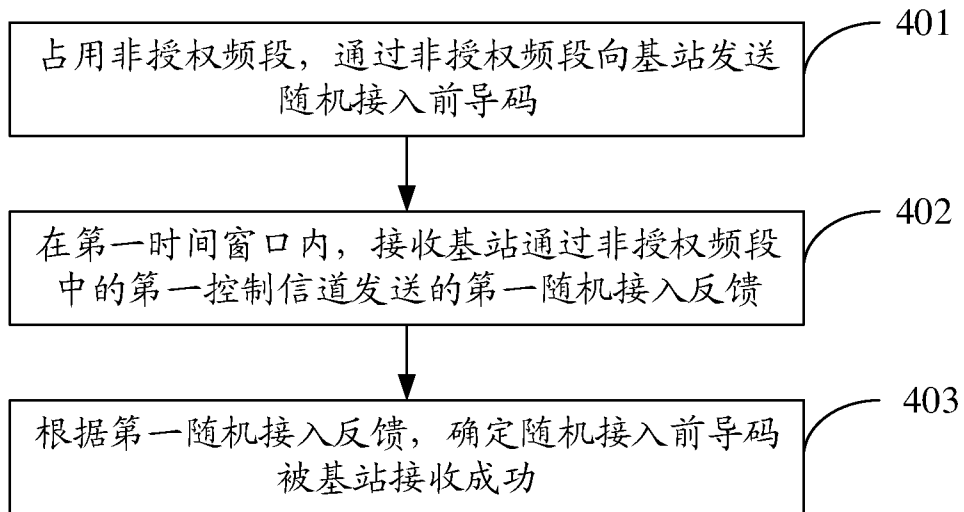 占用非授权频段，通过非授权频段向基站发送
随机接入前导码
401
在第一时间窗口内，接收基站通过非授权频段
中的第一控制信道发送的第一随机接入反馈
402
根据第一随机接入反馈，确定随机接入前导码
被基站接收成功
403